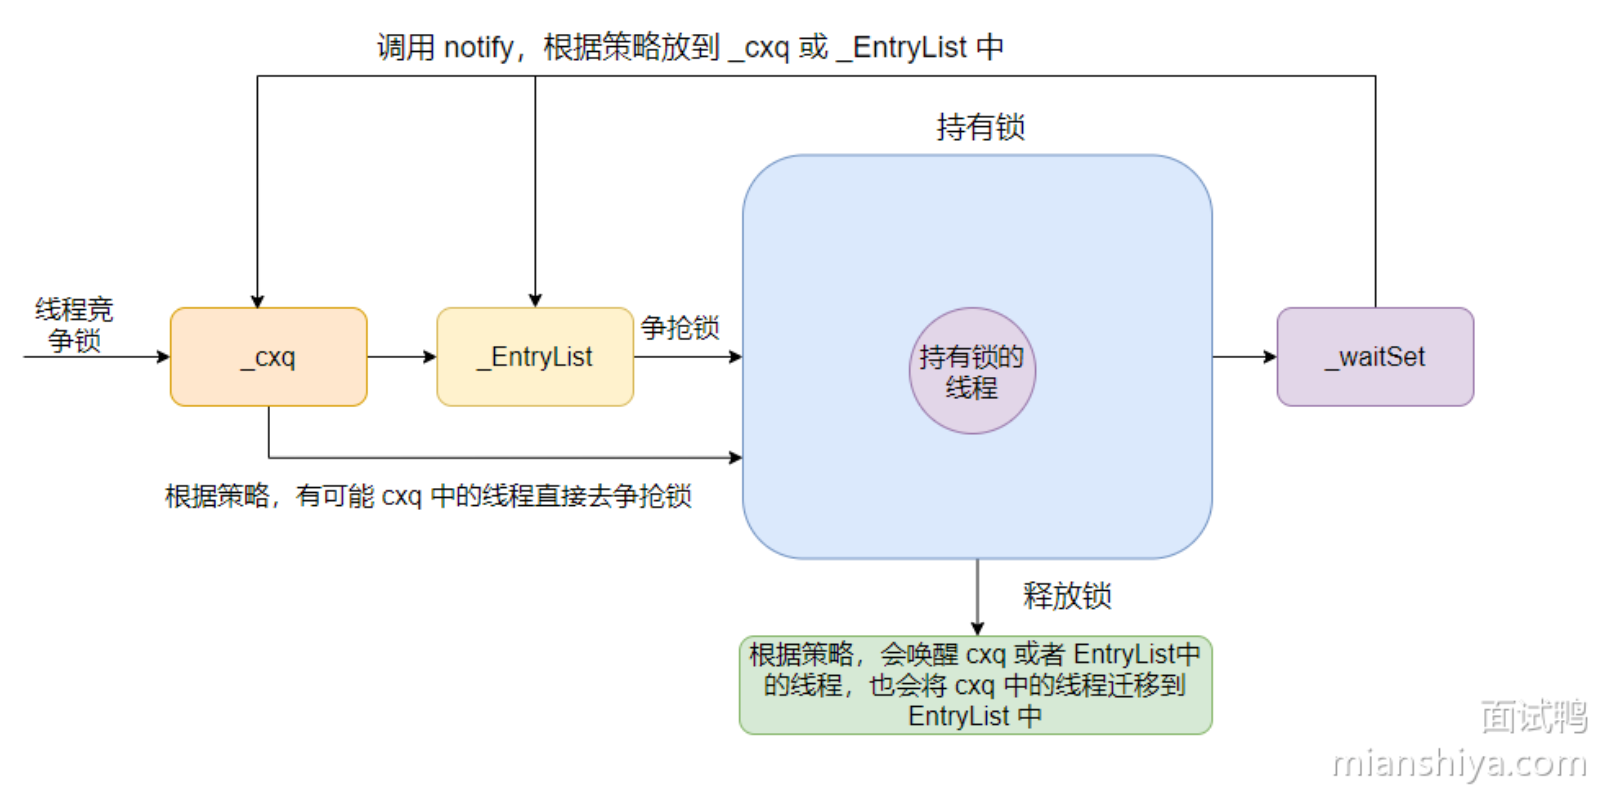 调用 notify，根据策略放到 _cxq 或 _EntryList 中
持有锁
线程竞
争锁
_cxq
_EntryList
争抢锁
持有锁的
线程
_waitSet
根据策略，有可能 cxq 中的线程直接去争抢锁
释放锁
根据策略，会唤醒 cxq 或者 EntryList中
的线程，也会将 cxq 中的线程迁移到
EntryList 中
面试鸭
mianshiya.com